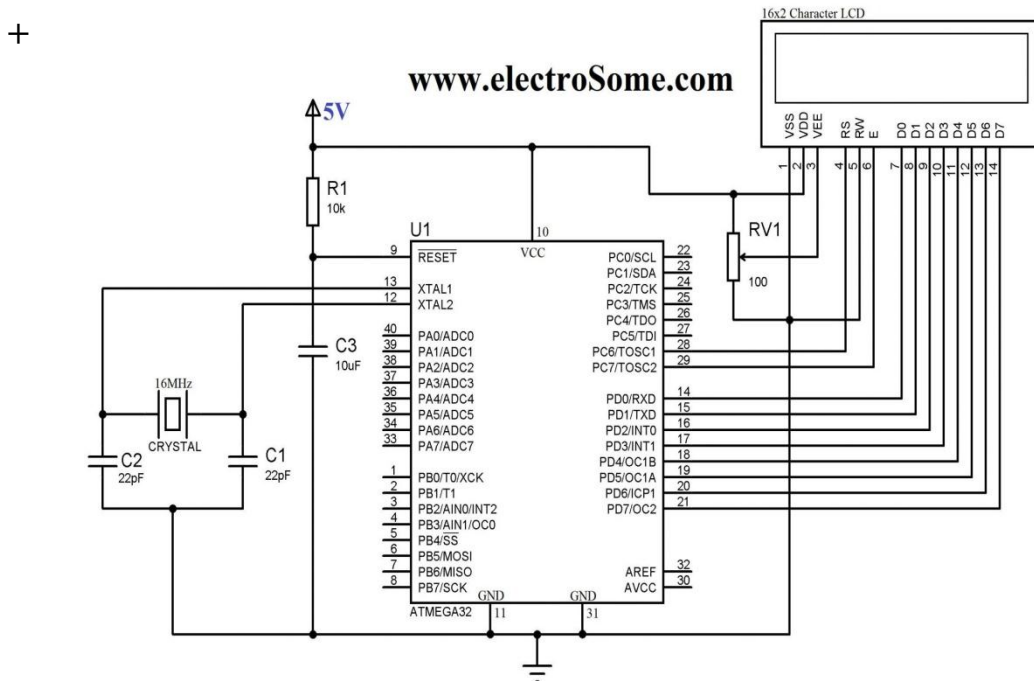 +
16x2 Character LCD
www.electroSome.com
5V
VSS
VDD
VEE
RS
RW
E
D0
D1
D2
D3
D4
D5
D6
D7
1
2
3
4
5
6
7
8
9
10
11
12
13
14
R1
10k
U1
10
VCC
RV1
100
9 RESET
13 XTAL1
12 XTAL2
40 PA0/ADC0
39 PA1/ADC1
38 PA2/ADC2
37 PA3/ADC3
36 PA4/ADC4
35 PA5/ADC5
34 PA6/ADC6
33 PA7/ADC7
1 PB0/T0/XCK
2 PB1/T1
3 PB2/AIN0/INT2
4 PB3/AIN1/OC0
5 PB4/SS
6 PB5/MOSI
7 PB6/MISO
8 PB7/SCK
PC0/SCL 22
PC1/SDA 23
PC2/TCK 24
PC3/TMS 25
PC4/TDO 26
PC5/TDI 27
PC6/TOSC1 28
PC7/TOSC2 29
PD0/RXD 14
PD1/TXD 15
PD2/INT0 16
PD3/INT1 17
PD4/OC1B 18
PD5/OC1A 19
PD6/ICP1 20
PD7/OC2 21
AREF 32
AVCC 30
GND
GND
ATMEGA32
11
31
C3
10uF
16MHz
CRYSTAL
C2
22pF
C1
22pF